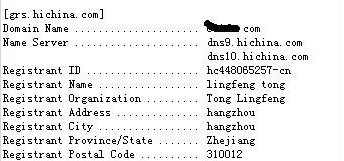 [grs.hichina.com]
Domain Name ..................... com
Name Server ..................... dns9.hichina.com
dns10.hichina.com
Registrant ID ................... hc448065257-cn
Registrant Name ................. lingfeng tong
Registrant Organization ......... Tong Lingfeng
Registrant Address .............. hangzhou
Registrant City ................. hangzhou
Registrant Province/State ....... Zhejiang
Registrant Postal Code .......... 310012